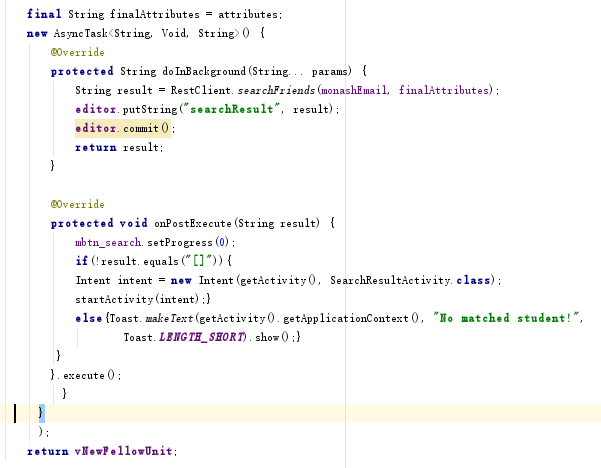 final String finalAttributes = attributes;
new AsyncTask<String, Void, String>() {
@Override
protected String doInBackground(String... params) {
String result = RestClient.searchFriends(monashEmail, finalAttributes);
editor.putString("searchResult", result);
editor.commit();
return result;
}
@Override
protected void onPostExecute(String result) {
mbtn_search.setProgress(0);
if(!result.equals("[]")){
Intent intent = new Intent(getActivity(), SearchResultActivity.class);
startActivity(intent);}
else{Toast.makeText(getActivity().getApplicationContext(), "No matched student!",
Toast.LENGTH_SHORT).show();}
}
}.execute();
}
}
);
return vNewFellowUnit;